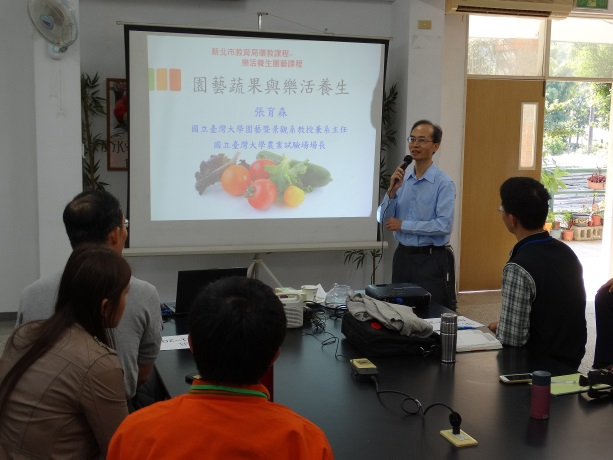 新北市教育局環教課程-
樂活養生園藝課程
園藝蔬果與樂活養生
張育森
國立臺灣大學園藝暨景觀系教授兼系主任
國立臺灣大學農業試驗場場長